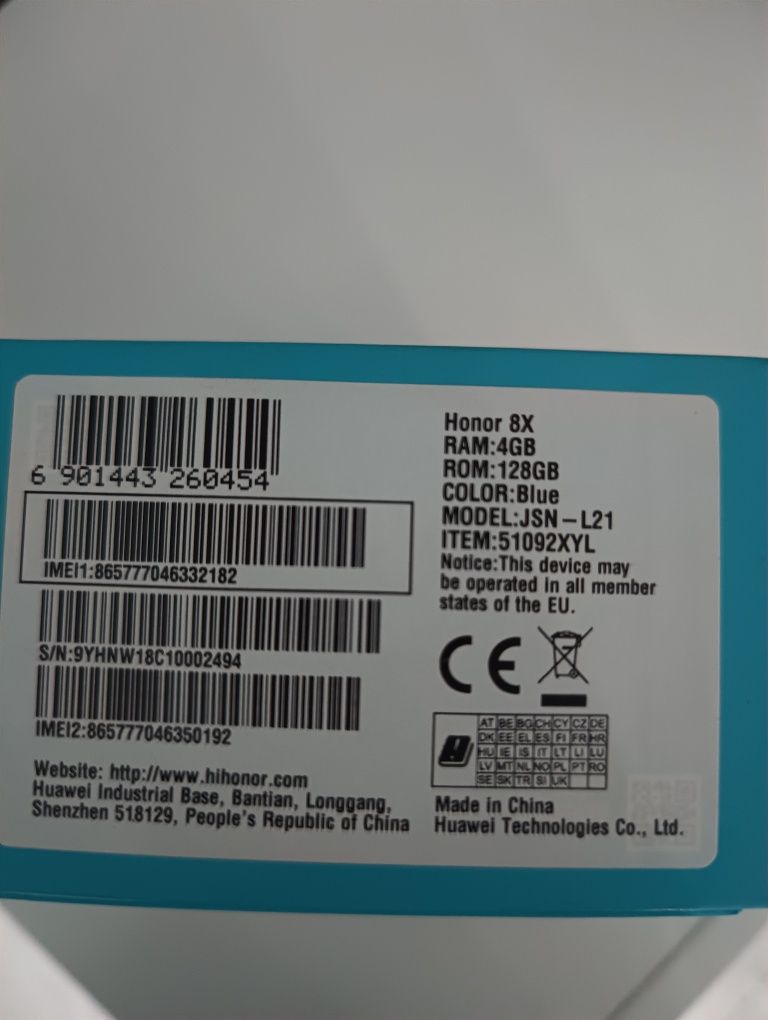 6 901443 260454
IMEI1:865777046332182
S/N:9YHNW18C10002494
IMEI2:865777046350192
Website: http://www.hihonor.com
Huawei Industrial Base, Bantian, Longgang,
Shenzhen 518129, People's Republic of China
Honor 8X
RAM:4GB
ROM:128GB
COLOR:Blue
MODEL:JSN-L21
ITEM:51092XYL
Notice:This device may
be operated in all member
states of the EU.
CE
AT BE BG CH CY CZ DE
DK EE EL ES FI FR HR
HU IE IS IT LT LI LU
LV MT NL NO PL PT RO
SE SK TR SI UK
Made in China
Huawei Technologies Co., Ltd.